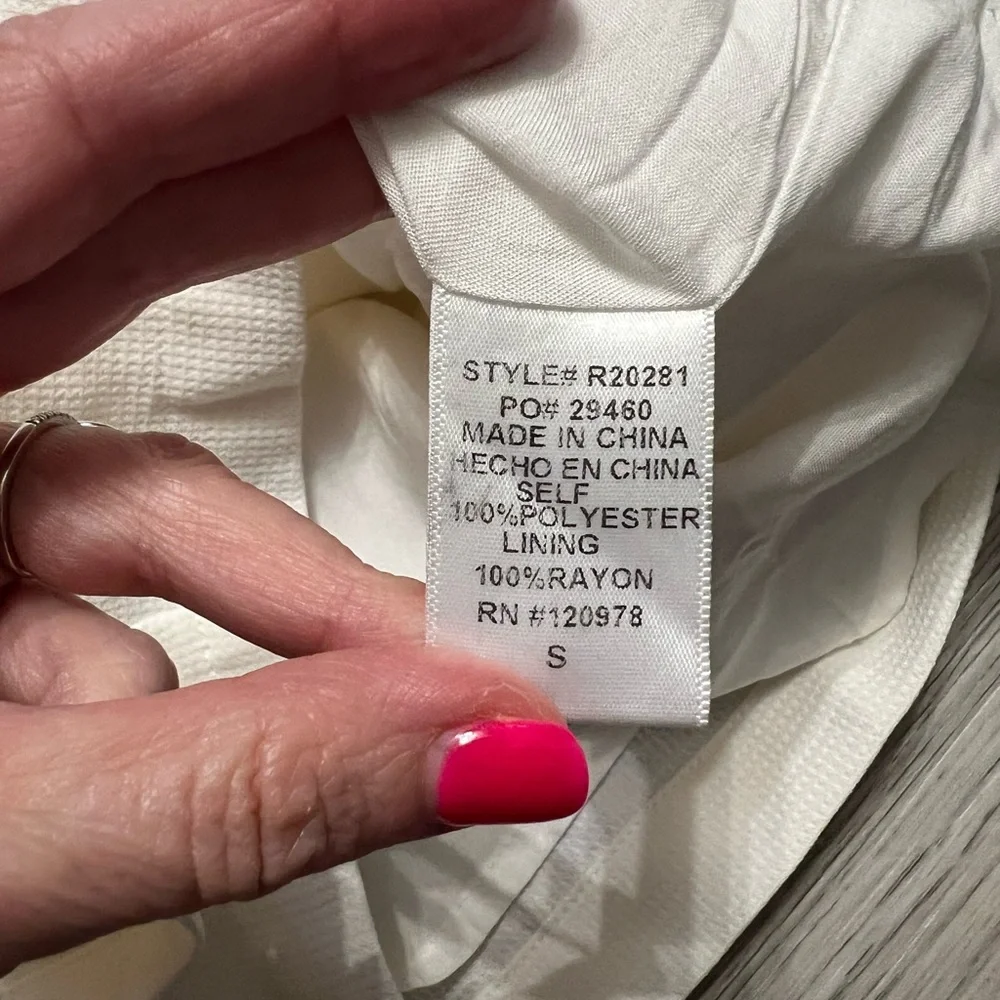 STYLE# R20281
PO# 29460
MADE IN CHINA
HECHO EN CHINA
SELF
100%POLYESTER
LINING
100%RAYON
RN #120978
S